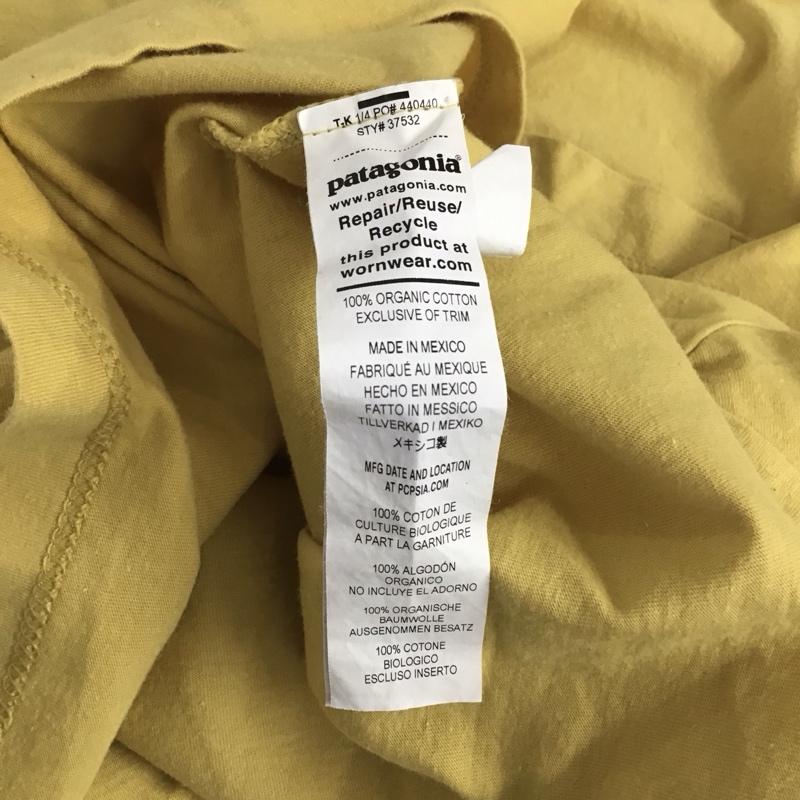 T-K 1/4 PO# 440440
STY# 37532
patagonia®
www.patagonia.com
Repair/Reuse/
Recycle
this product at
wornwear.com
100% ORGANIC COTTON
EXCLUSIVE OF TRIM
MADE IN MEXICO
FABRIQUÉ AU MEXIQUE
HECHO EN MEXICO
FATTO IN MESSICO
TILLVERKAD I MEXIKO
メキシコ製
MFG DATE AND LOCATION
AT PCPSIA.COM
100% COTON DE
CULTURE BIOLOGIQUE
A PART LA GARNITURE
100% ALGODÓN
ORGANICO
NO INCLUYE EL ADORNO
100% ORGANISCHE
BAUMWOLLE
AUSGENOMMEN BESATZ
100% COTONE
BIOLOGICO
ESCLUSO INSERTO